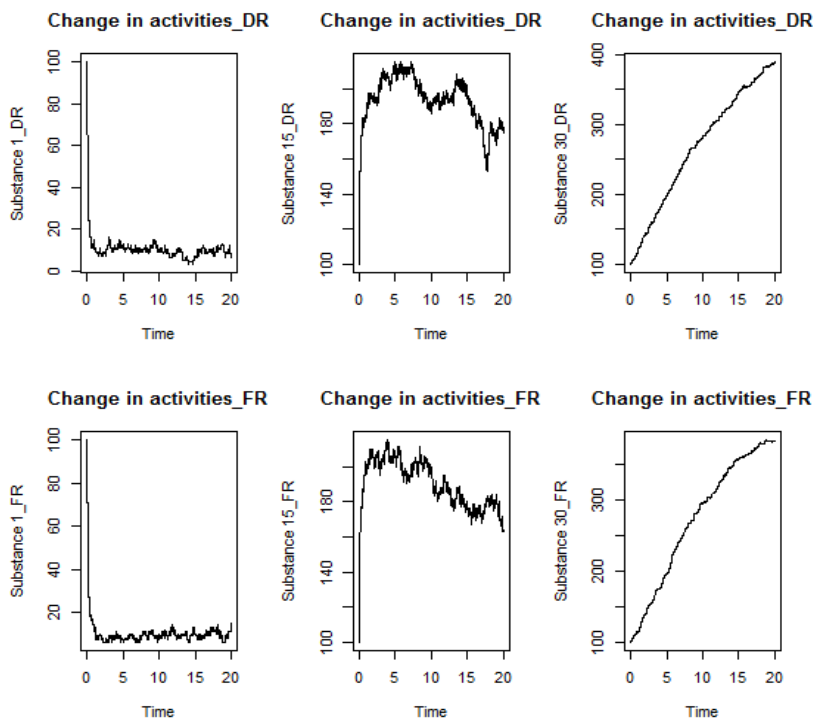 Change in activities_DR
Substance 1_DR
0 20 40 60 80 100
0 5 10 15 20
Time
Change in activities_DR
Substance 15_DR
100 140 180
0 5 10 15 20
Time
Change in activities_DR
Substance 30_DR
100 200 300 400
0 5 10 15 20
Time
Change in activities_FR
Substance 1_FR
20 40 60 80 100
0 5 10 15 20
Time
Change in activities_FR
Substance 15_FR
100 140 180
0 5 10 15 20
Time
Change in activities_FR
Substance 30_FR
100 200 300
0 5 10 15 20
Time